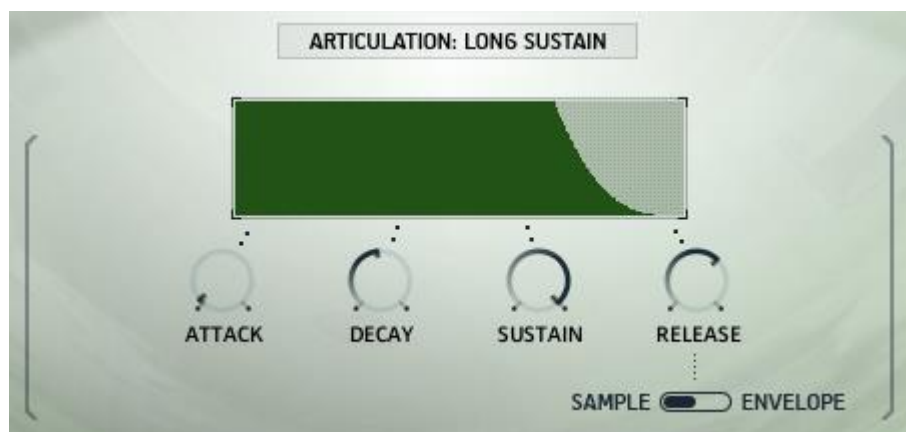 ARTICULATION: LONG SUSTAIN
ATTACK DECAY SUSTAIN RELEASE
SAMPLE ENVELOPE